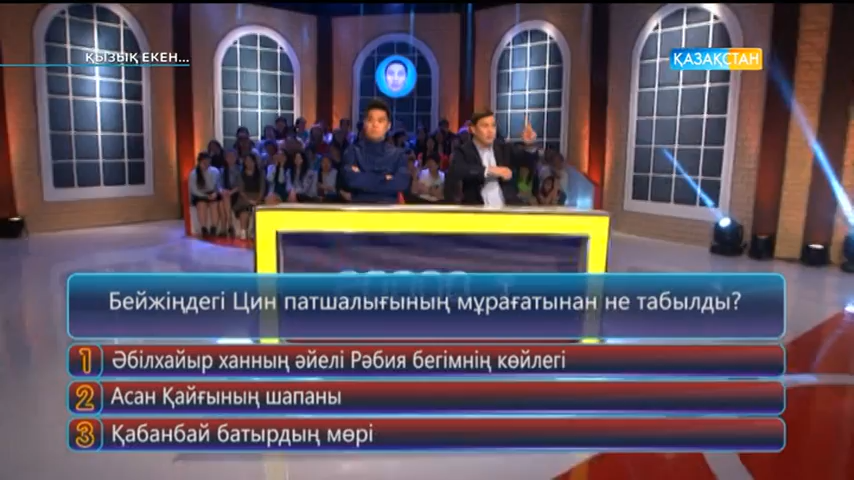 ҚЫЗЫҚ ЕКЕН...
ҚАЗАҚСТАН
Бейжіңдегі Цин патшалығының мұрағатынан не табылды?
1 Әбілхайыр ханның әйелі Рәбия бегімнің көйлегі
2 Асан Қайғының шапаны
3 Қабанбай батырдың мөрі